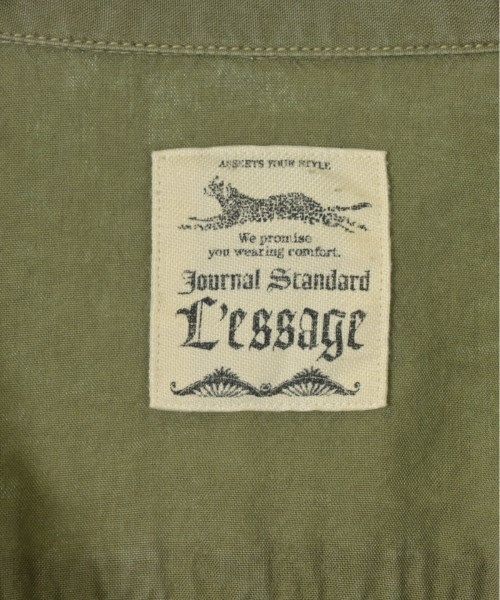 ASSERTS YOUR STYLE
We promise
you wearing comfort.
Journal Standard
L'essage